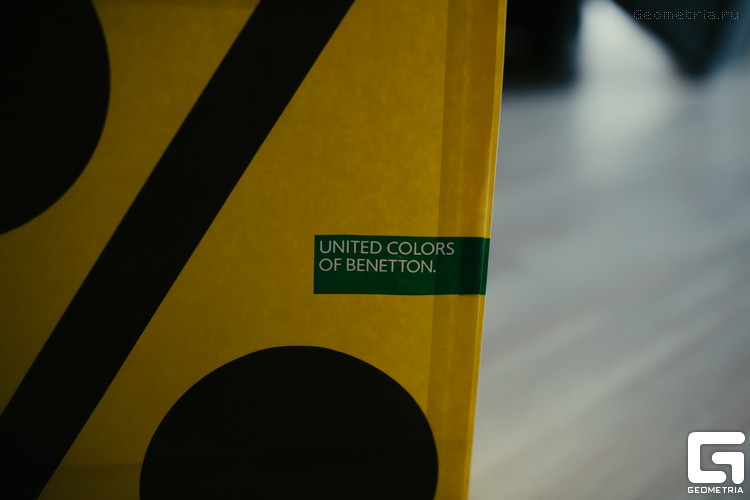 Geometria.ru
UNITED COLORS
OF BENETTON.
GEOMETRIA